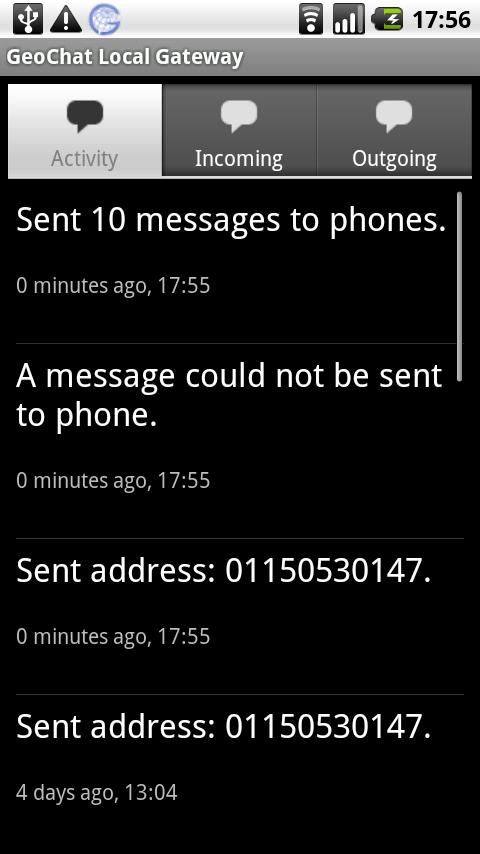 17:56
GeoChat Local Gateway
Activity
Incoming
Outgoing
Sent 10 messages to phones.
0 minutes ago, 17:55
A message could not be sent
to phone.
0 minutes ago, 17:55
Sent address: 01150530147.
0 minutes ago, 17:55
Sent address: 01150530147.
4 days ago, 13:04